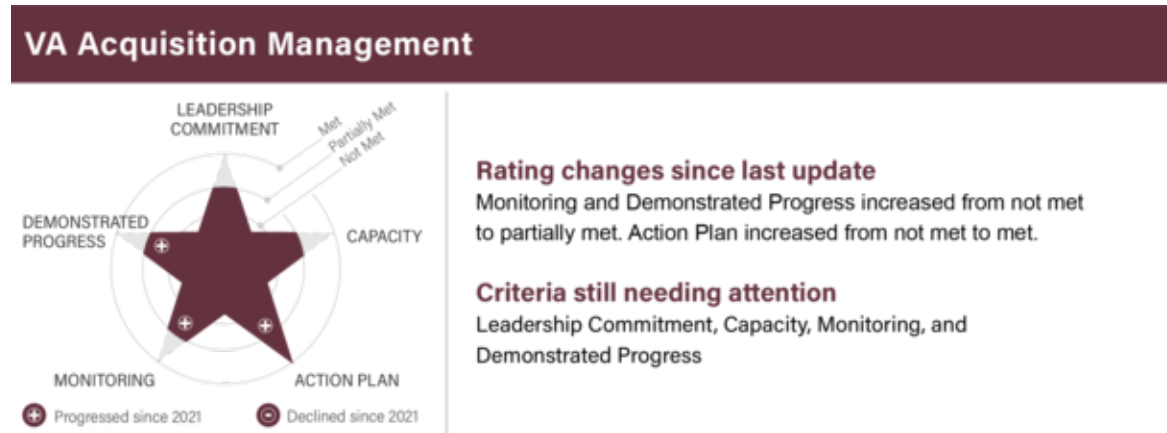 VA Acquisition Management
LEADERSHIP
COMMITMENT
Met
Partially Met
Not Met
DEMONSTRATED
PROGRESS
CAPACITY
MONITORING
ACTION PLAN
Progressed since 2021
Declined since 2021
Rating changes since last update
Monitoring and Demonstrated Progress increased from not met
to partially met. Action Plan increased from not met to met.
Criteria still needing attention
Leadership Commitment, Capacity, Monitoring, and
Demonstrated Progress